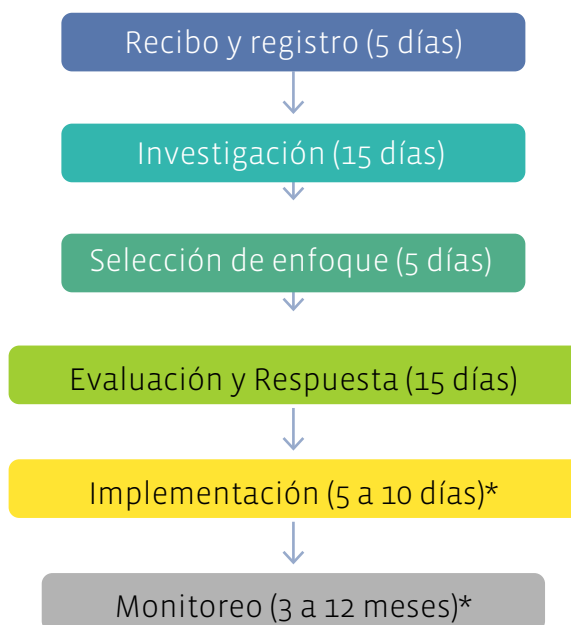 Recibo y registro (5 días)
Investigación (15 días)
Selección de enfoque (5 días)
Evaluación y Respuesta (15 días)
Implementación (5 a 10 días)*
Monitoreo (3 a 12 meses)*